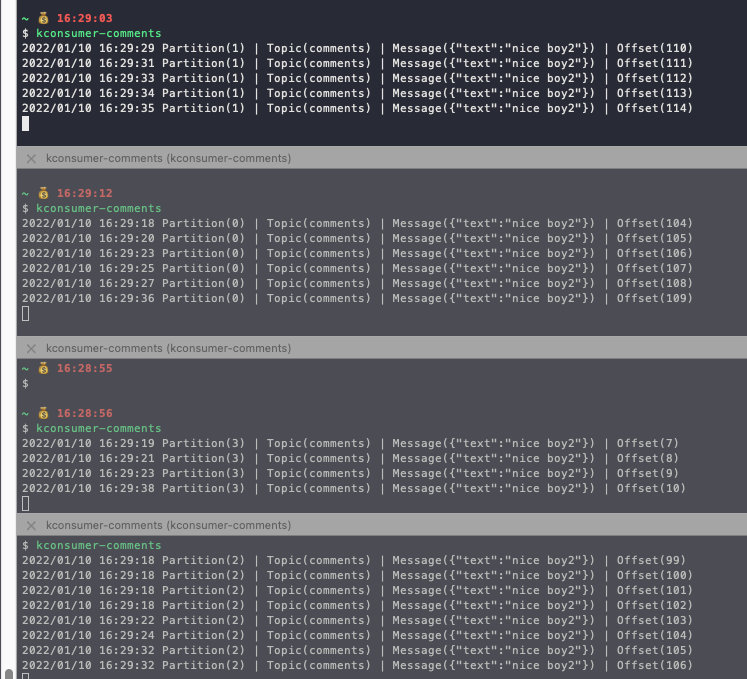 ~ 💰 16:29:03
$ kconsumer-comments
2022/01/10 16:29:29 Partition(1) | Topic(comments) | Message({"text":"nice boy2"}) | Offset(110)
2022/01/10 16:29:31 Partition(1) | Topic(comments) | Message({"text":"nice boy2"}) | Offset(111)
2022/01/10 16:29:33 Partition(1) | Topic(comments) | Message({"text":"nice boy2"}) | Offset(112)
2022/01/10 16:29:34 Partition(1) | Topic(comments) | Message({"text":"nice boy2"}) | Offset(113)
2022/01/10 16:29:35 Partition(1) | Topic(comments) | Message({"text":"nice boy2"}) | Offset(114)
kconsumer-comments (kconsumer-comments)
~ 💰 16:29:12
$ kconsumer-comments
2022/01/10 16:29:18 Partition(0) | Topic(comments) | Message({"text":"nice boy2"}) | Offset(104)
2022/01/10 16:29:20 Partition(0) | Topic(comments) | Message({"text":"nice boy2"}) | Offset(105)
2022/01/10 16:29:23 Partition(0) | Topic(comments) | Message({"text":"nice boy2"}) | Offset(106)
2022/01/10 16:29:25 Partition(0) | Topic(comments) | Message({"text":"nice boy2"}) | Offset(107)
2022/01/10 16:29:27 Partition(0) | Topic(comments) | Message({"text":"nice boy2"}) | Offset(108)
2022/01/10 16:29:36 Partition(0) | Topic(comments) | Message({"text":"nice boy2"}) | Offset(109)
kconsumer-comments (kconsumer-comments)
~ 💰 16:28:55
$
~ 💰 16:28:56
$ kconsumer-comments
2022/01/10 16:29:19 Partition(3) | Topic(comments) | Message({"text":"nice boy2"}) | Offset(7)
2022/01/10 16:29:21 Partition(3) | Topic(comments) | Message({"text":"nice boy2"}) | Offset(8)
2022/01/10 16:29:23 Partition(3) | Topic(comments) | Message({"text":"nice boy2"}) | Offset(9)
2022/01/10 16:29:38 Partition(3) | Topic(comments) | Message({"text":"nice boy2"}) | Offset(10)
kconsumer-comments (kconsumer-comments)
$ kconsumer-comments
2022/01/10 16:29:18 Partition(2) | Topic(comments) | Message({"text":"nice boy2"}) | Offset(99)
2022/01/10 16:29:18 Partition(2) | Topic(comments) | Message({"text":"nice boy2"}) | Offset(100)
2022/01/10 16:29:18 Partition(2) | Topic(comments) | Message({"text":"nice boy2"}) | Offset(101)
2022/01/10 16:29:18 Partition(2) | Topic(comments) | Message({"text":"nice boy2"}) | Offset(102)
2022/01/10 16:29:22 Partition(2) | Topic(comments) | Message({"text":"nice boy2"}) | Offset(103)
2022/01/10 16:29:24 Partition(2) | Topic(comments) | Message({"text":"nice boy2"}) | Offset(104)
2022/01/10 16:29:32 Partition(2) | Topic(comments) | Message({"text":"nice boy2"}) | Offset(105)
2022/01/10 16:29:32 Partition(2) | Topic(comments) | Message({"text":"nice boy2"}) | Offset(106)